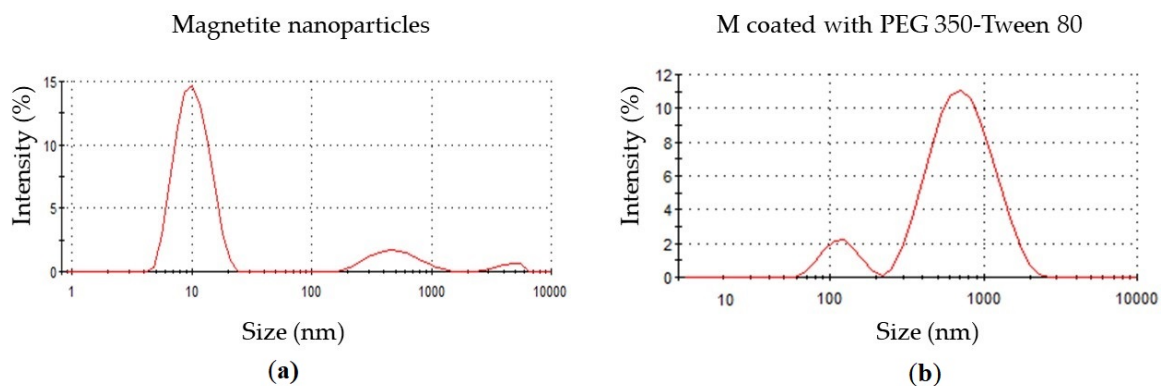 Magnetite nanoparticles
Intensity (%)
15
10
5
0
1 10 100 1000 10000
Size (nm)
(a)
M coated with PEG 350-Tween 80
Intensity (%)
12
10
8
6
4
2
0
10 100 1000 10000
Size (nm)
(b)